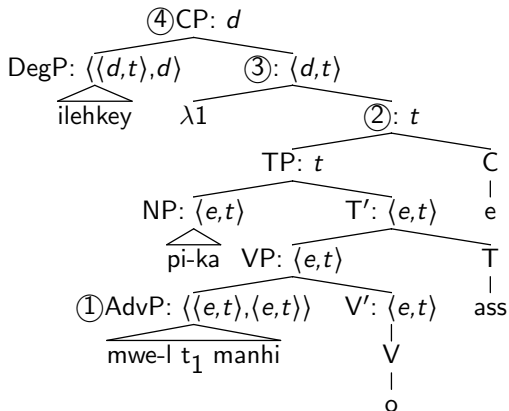 ④CP: d
DegP: ⟨⟨d,t⟩,d⟩ ③: ⟨d,t⟩
ilehkey λ1 ②: t
TP: t C
NP: ⟨e,t⟩ T′: ⟨e,t⟩ e
pi-ka VP: ⟨e,t⟩ T
①AdvP: ⟨⟨e,t⟩,⟨e,t⟩⟩ V′: ⟨e,t⟩ ass
mwe-l t₁ manhi V
o